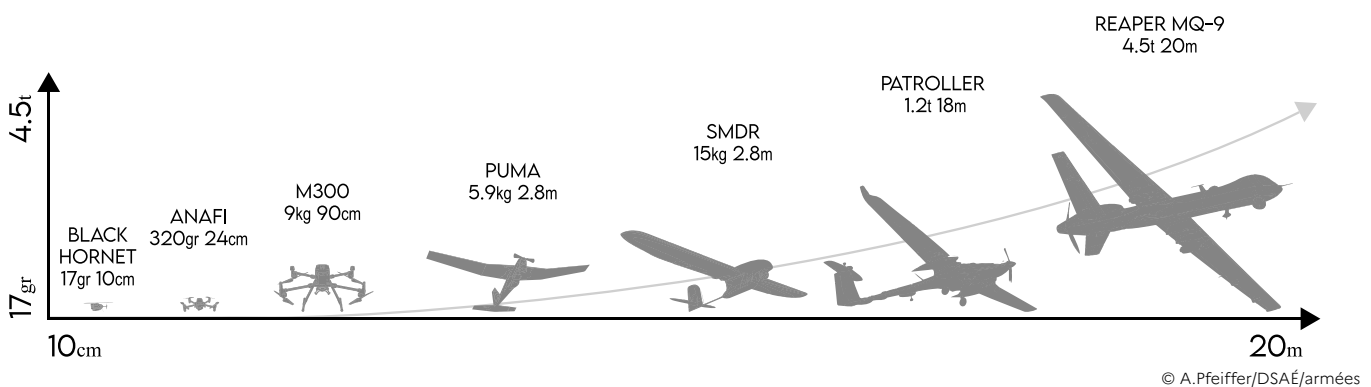 REAPER MQ-9
4.5t 20m
PATROLLER
1.2t 18m
SMDR
15kg 2.8m
PUMA
5.9kg 2.8m
M300
9kg 90cm
ANAFI
320gr 24cm
BLACK
HORNET
17gr 10cm
4.5t
17gr
10cm
20m
© A.Pfeiffer/DSAÉ/armées